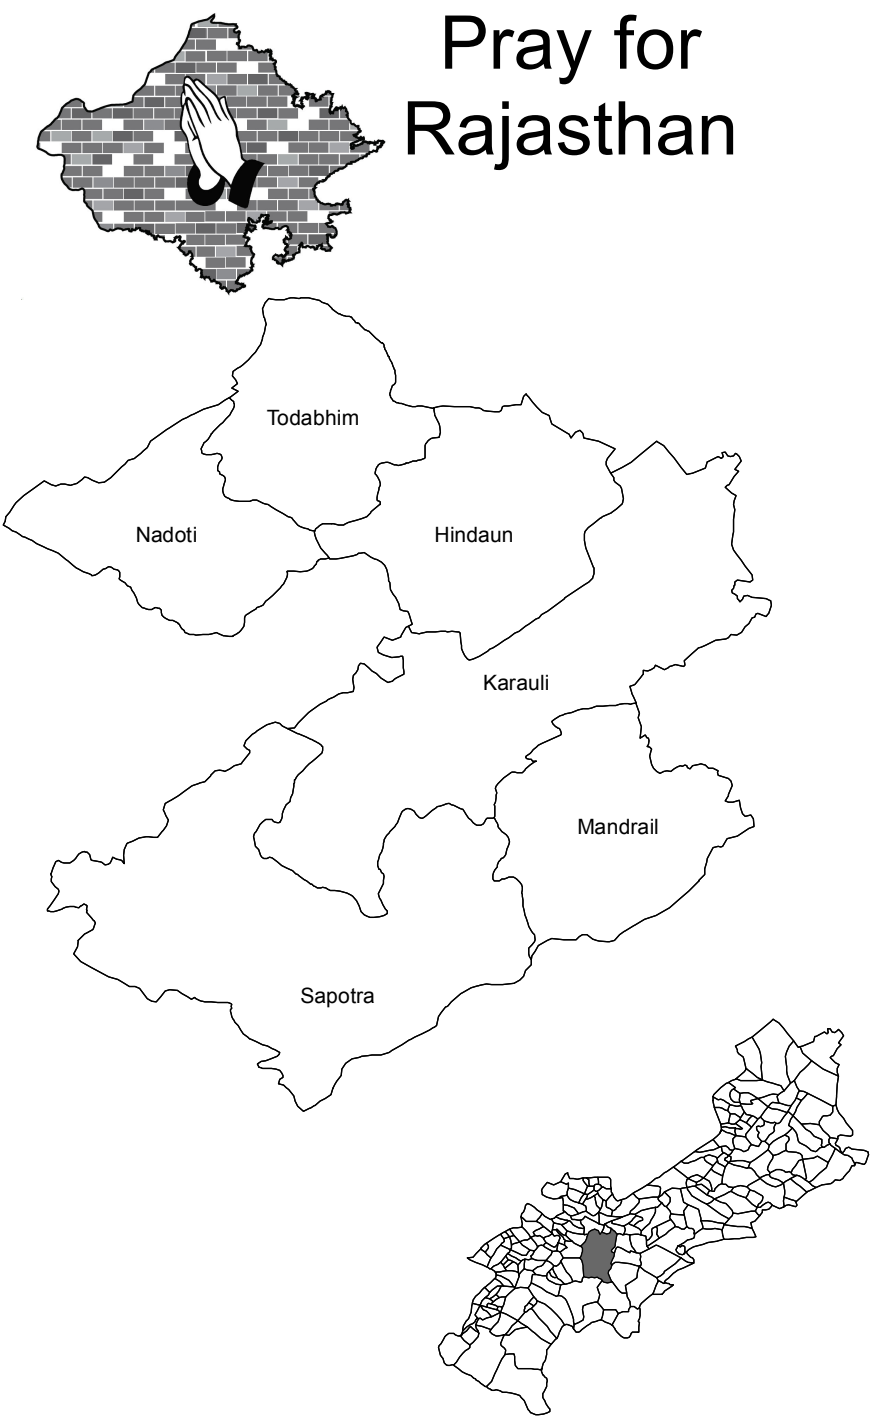 Pray for
Rajasthan
Todabhim
Nadoti
Hindaun
Karauli
Mandrail
Sapotra